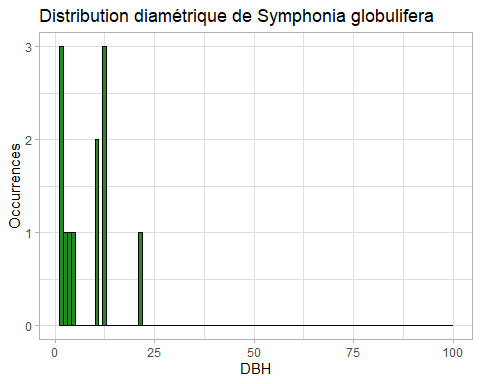 Distribution diamétrique de Symphonia globulifera
Occurrences
3
2
1
0
0 25 50 75 100
DBH